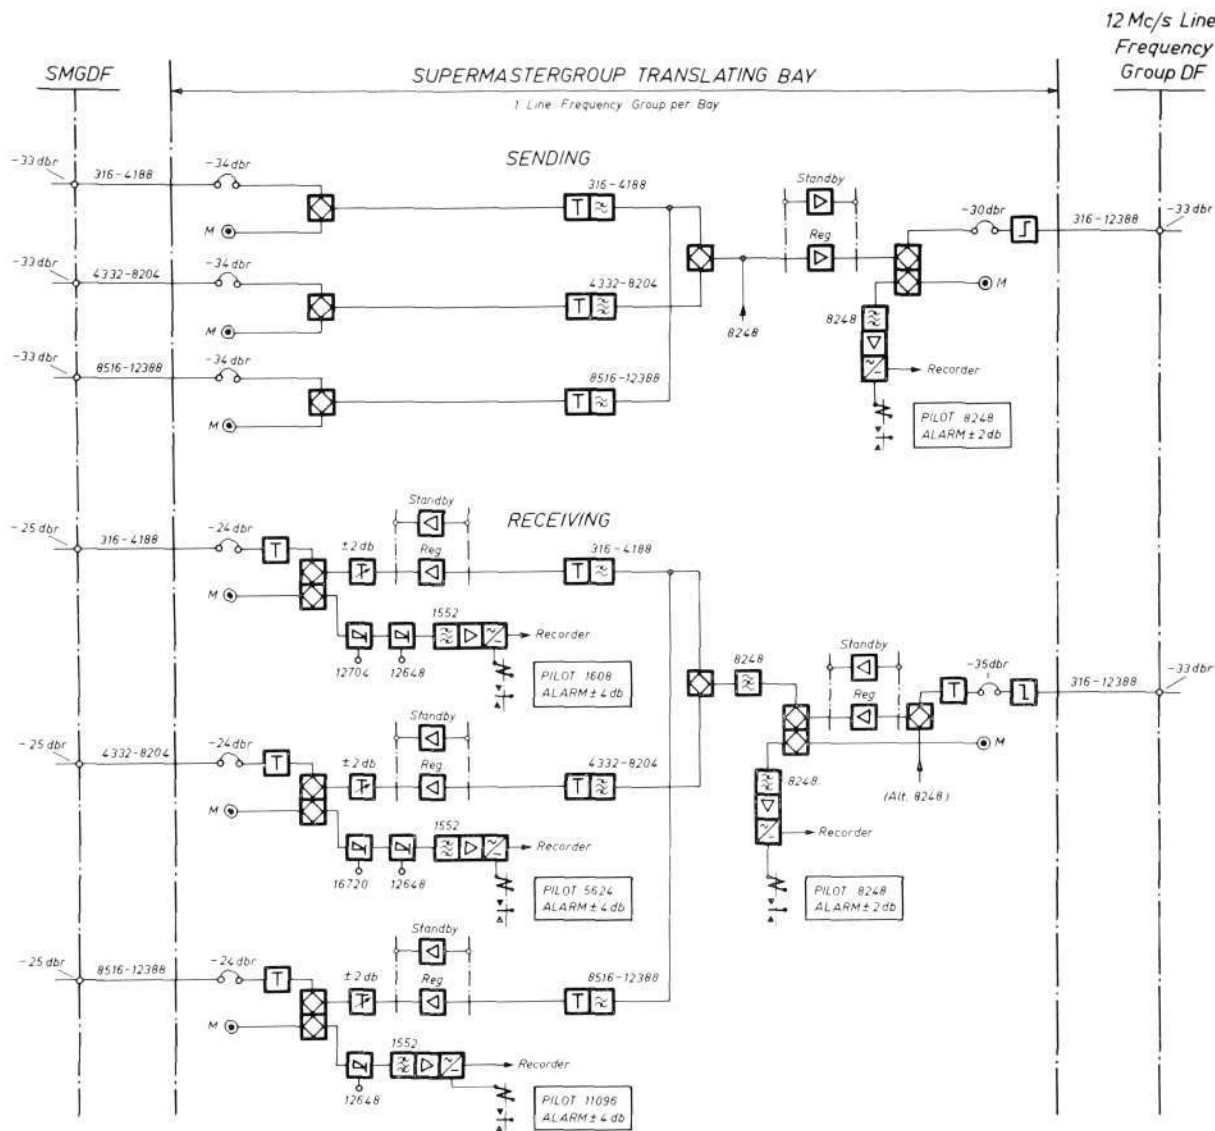 12 Mc/s Line
Frequency
Group DF
SMGDF
SUPERMASTERGROUP TRANSLATING BAY
1 Line Frequency Group per Bay
SENDING
-33 dbr
316-4188
-34 dbr
316-4188
Standby
-30 dbr
316-12388
-33 dbr
M
Reg
-33 dbr
4332-8204
-34 dbr
4332-8204
M
8248
8248
M
-33 dbr
8516-12388
-34 dbr
8516-12388
Recorder
M
PILOT 8248
ALARM ± 2 db
Standby
RECEIVING
-25 dbr
316-4188
-24 dbr
±2 db
Reg
316-4188
M
1552
Recorder
12704
12648
PILOT 1608
ALARM ± 4 db
8248
Standby
-35 dbr
316-12388
-33 dbr
Reg
M
Standby
-25 dbr
4332-8204
-24 dbr
±2 db
Reg
4332-8204
8248
(Alt. 8248)
M
1552
Recorder
Recorder
16720
12648
PILOT 5624
ALARM ± 4 db
PILOT 8248
ALARM ± 2 db
Standby
-25 dbr
8516-12388
-24 dbr
±2 db
Reg
8516-12388
M
1552
Recorder
12648
PILOT 11096
ALARM ± 4 db
T
T
T
T
T
T
T
T
T
T